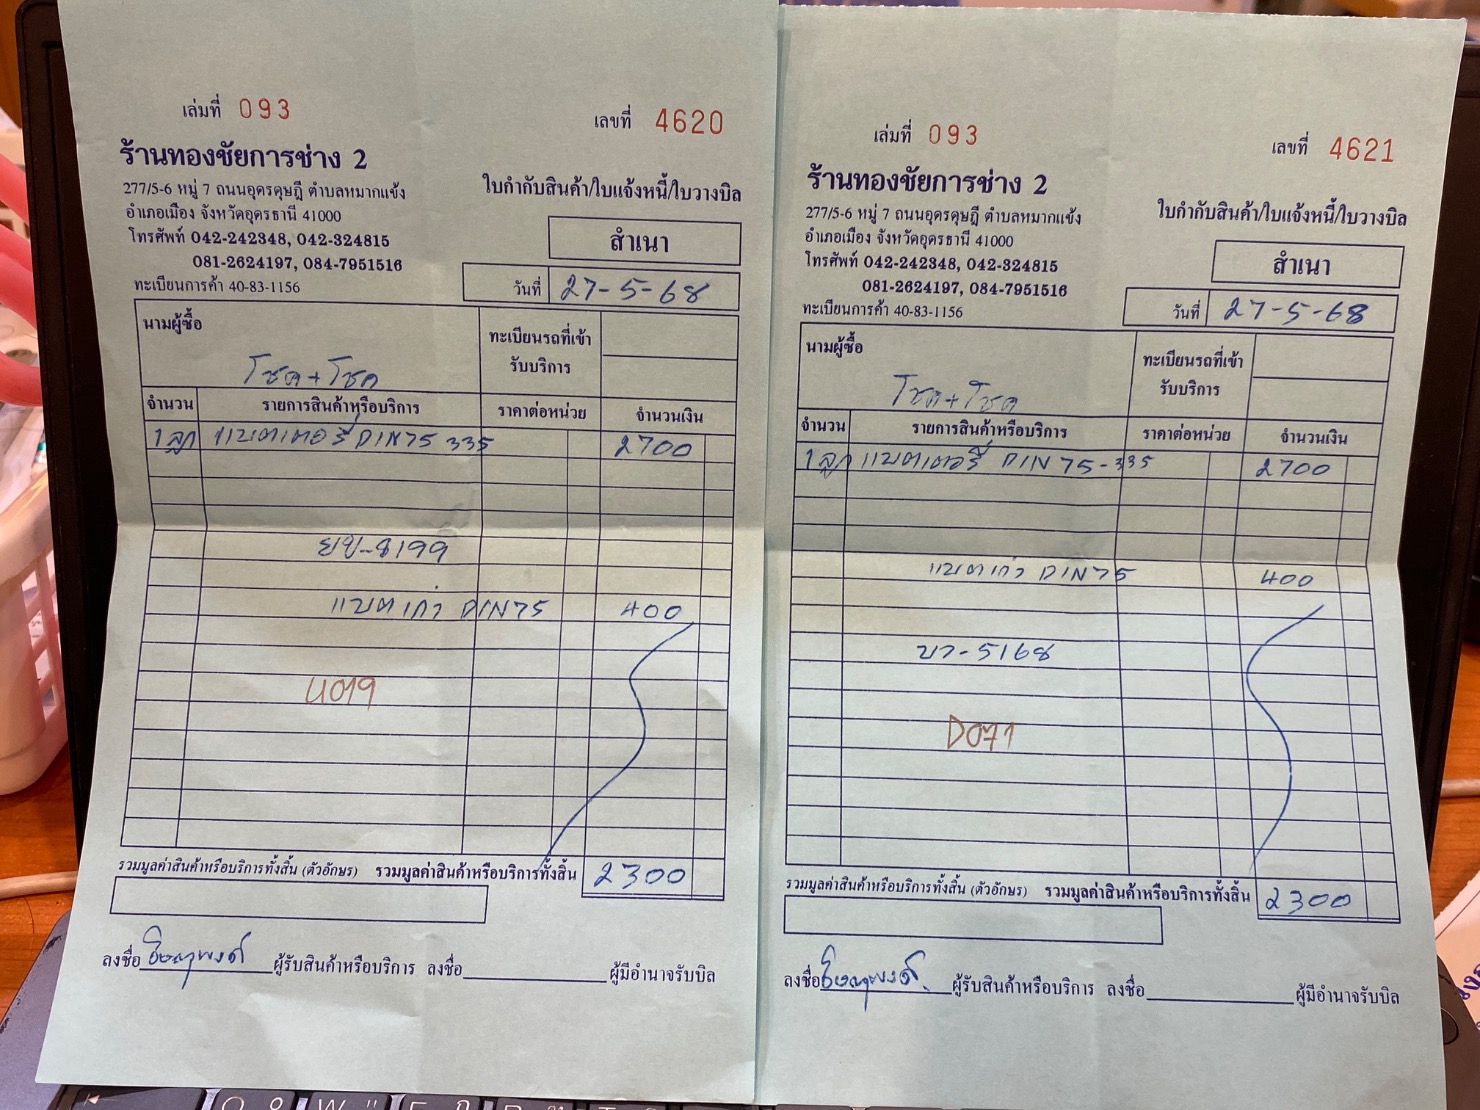 เล่มที่ 093
เลขที่ 4620
ร้านทองชัยการช่าง 2
277/5-6 หมู่ 7 ถนนอุดรดุษฎี ตำบลหมากแข้ง
ใบกำกับสินค้า/ใบแจ้งหนี้/ใบวางบิล
อำเภอเมือง จังหวัดอุดรธานี 41000
โทรศัพท์ 042-242348, 042-324815
สำเนา
081-2624197, 084-7951516
ทะเบียนการค้า 40-83-1156
วันที่ 27-5-68
นามผู้ซื้อ
ทะเบียนรถที่เข้า
รับบริการ
โชค+โชค
จำนวน รายการสินค้าหรือบริการ ราคาต่อหน่วย จำนวนเงิน
1 ลูก แบตเตอรี่ DIN75 335 2700
ยข-8199
แบตเก่า DIN75 400
U019
รวมมูลค่าสินค้าหรือบริการทั้งสิ้น (ตัวอักษร) รวมมูลค่าสินค้าหรือบริการทั้งสิ้น 2300
ลงชื่อ ผู้รับสินค้าหรือบริการ ลงชื่อ ผู้มีอำนาจรับบิล
เล่มที่ 093
เลขที่ 4621
ร้านทองชัยการช่าง 2
277/5-6 หมู่ 7 ถนนอุดรดุษฎี ตำบลหมากแข้ง
ใบกำกับสินค้า/ใบแจ้งหนี้/ใบวางบิล
อำเภอเมือง จังหวัดอุดรธานี 41000
โทรศัพท์ 042-242348, 042-324815
สำเนา
081-2624197, 084-7951516
ทะเบียนการค้า 40-83-1156
วันที่ 27-5-68
นามผู้ซื้อ
ทะเบียนรถที่เข้า
รับบริการ
โชค+โชค
จำนวน รายการสินค้าหรือบริการ ราคาต่อหน่วย จำนวนเงิน
1 ลูก แบตเตอรี่ DIN 75-335 2700
แบตเก่า DIN75 400
บว-5168
D071
รวมมูลค่าสินค้าหรือบริการทั้งสิ้น (ตัวอักษร) รวมมูลค่าสินค้าหรือบริการทั้งสิ้น 2300
ลงชื่อ ผู้รับสินค้าหรือบริการ ลงชื่อ ผู้มีอำนาจรับบิล